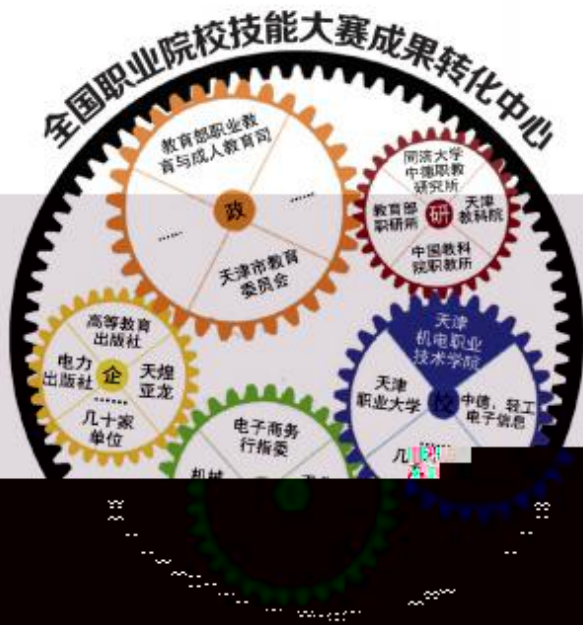 全国职业院校技能大赛成果转化中心
教育部职业教
育与成人教育司
……
……
政
天津市教育
委员会
同济大学
中德职教
研究所
教育部
职研所
研
天津
教科院
中国教科
院职教所
高等教育
出版社
电力
出版社
企
天煌
亚龙
……
几十家
单位
天津
机电职业
技术学院
天津
职业大学
校
中德，轻工
电子信息
……
几
电子商务
行指委
机械